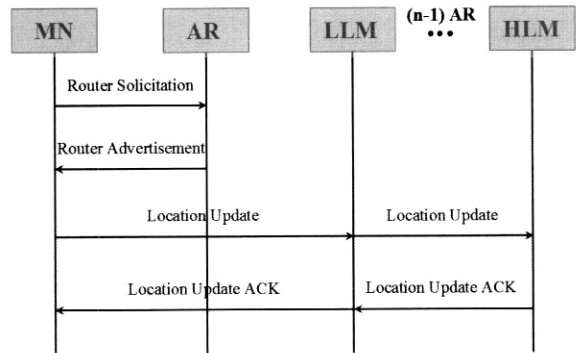 (n-1) AR
MN
AR
LLM
•••
HLM
Router Solicitation
Router Advertisement
Location Update
Location Update
Location Update ACK
Location Update ACK